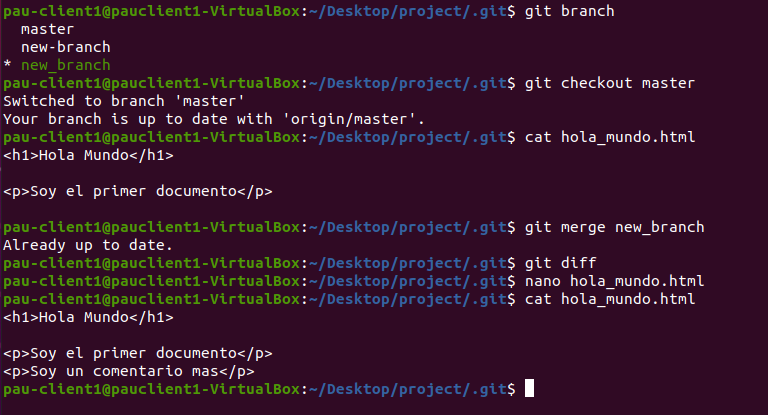 pau-client1@pauclient1-VirtualBox:~/Desktop/project/.git$ git branch
  master
  new-branch
* new_branch
pau-client1@pauclient1-VirtualBox:~/Desktop/project/.git$ git checkout master
Switched to branch 'master'
Your branch is up to date with 'origin/master'.
pau-client1@pauclient1-VirtualBox:~/Desktop/project/.git$ cat hola_mundo.html
<h1>Hola Mundo</h1>

<p>Soy el primer documento</p>

pau-client1@pauclient1-VirtualBox:~/Desktop/project/.git$ git merge new_branch
Already up to date.
pau-client1@pauclient1-VirtualBox:~/Desktop/project/.git$ git diff
pau-client1@pauclient1-VirtualBox:~/Desktop/project/.git$ nano hola_mundo.html
pau-client1@pauclient1-VirtualBox:~/Desktop/project/.git$ cat hola_mundo.html
<h1>Hola Mundo</h1>

<p>Soy el primer documento</p>
<p>Soy un comentario mas</p>
pau-client1@pauclient1-VirtualBox:~/Desktop/project/.git$